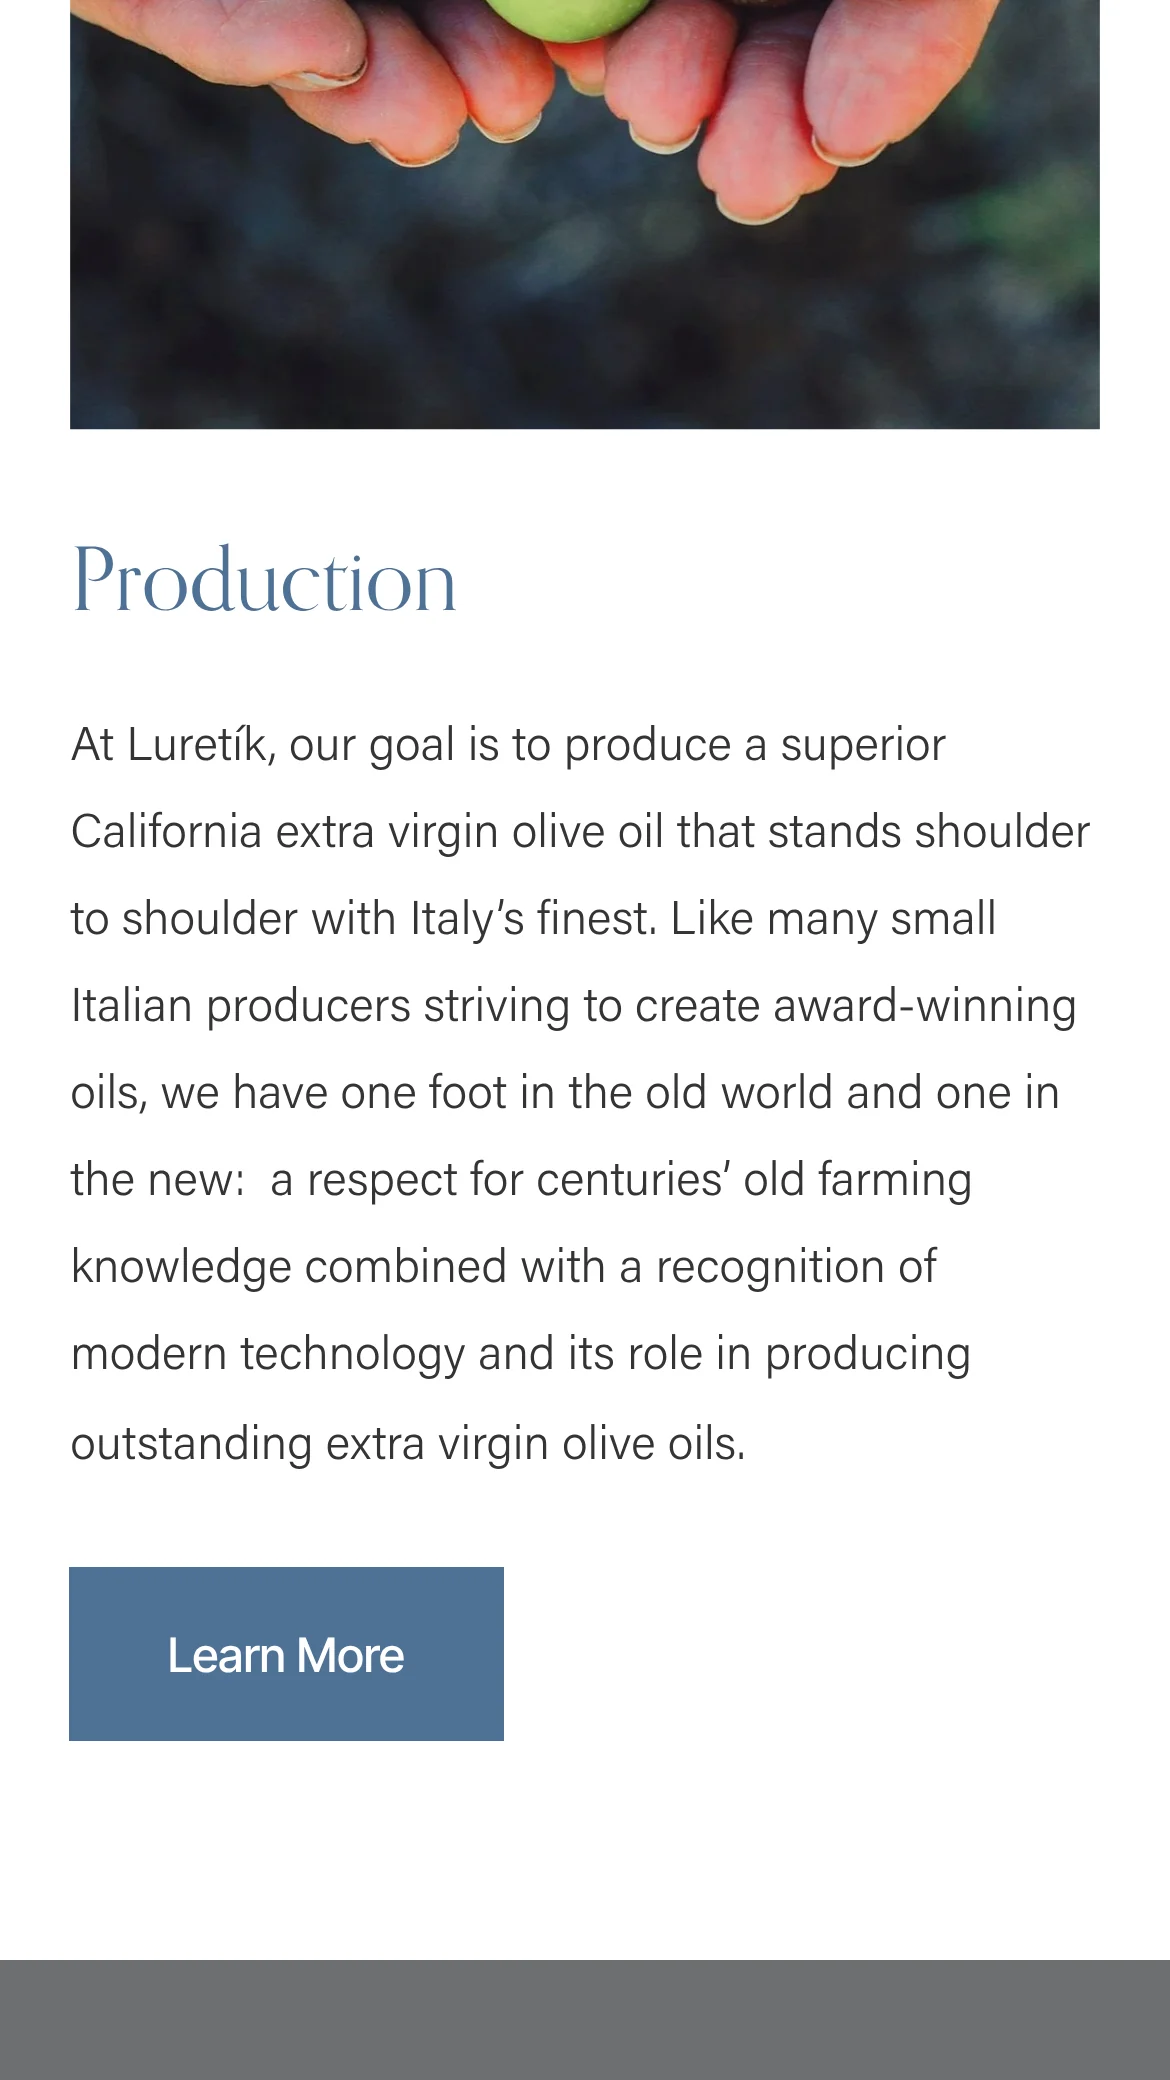 Production
At Luretík, our goal is to produce a superior
California extra virgin olive oil that stands shoulder
to shoulder with Italy’s finest. Like many small
Italian producers striving to create award-winning
oils, we have one foot in the old world and one in
the new:  a respect for centuries’ old farming
knowledge combined with a recognition of
modern technology and its role in producing
outstanding extra virgin olive oils.
Learn More